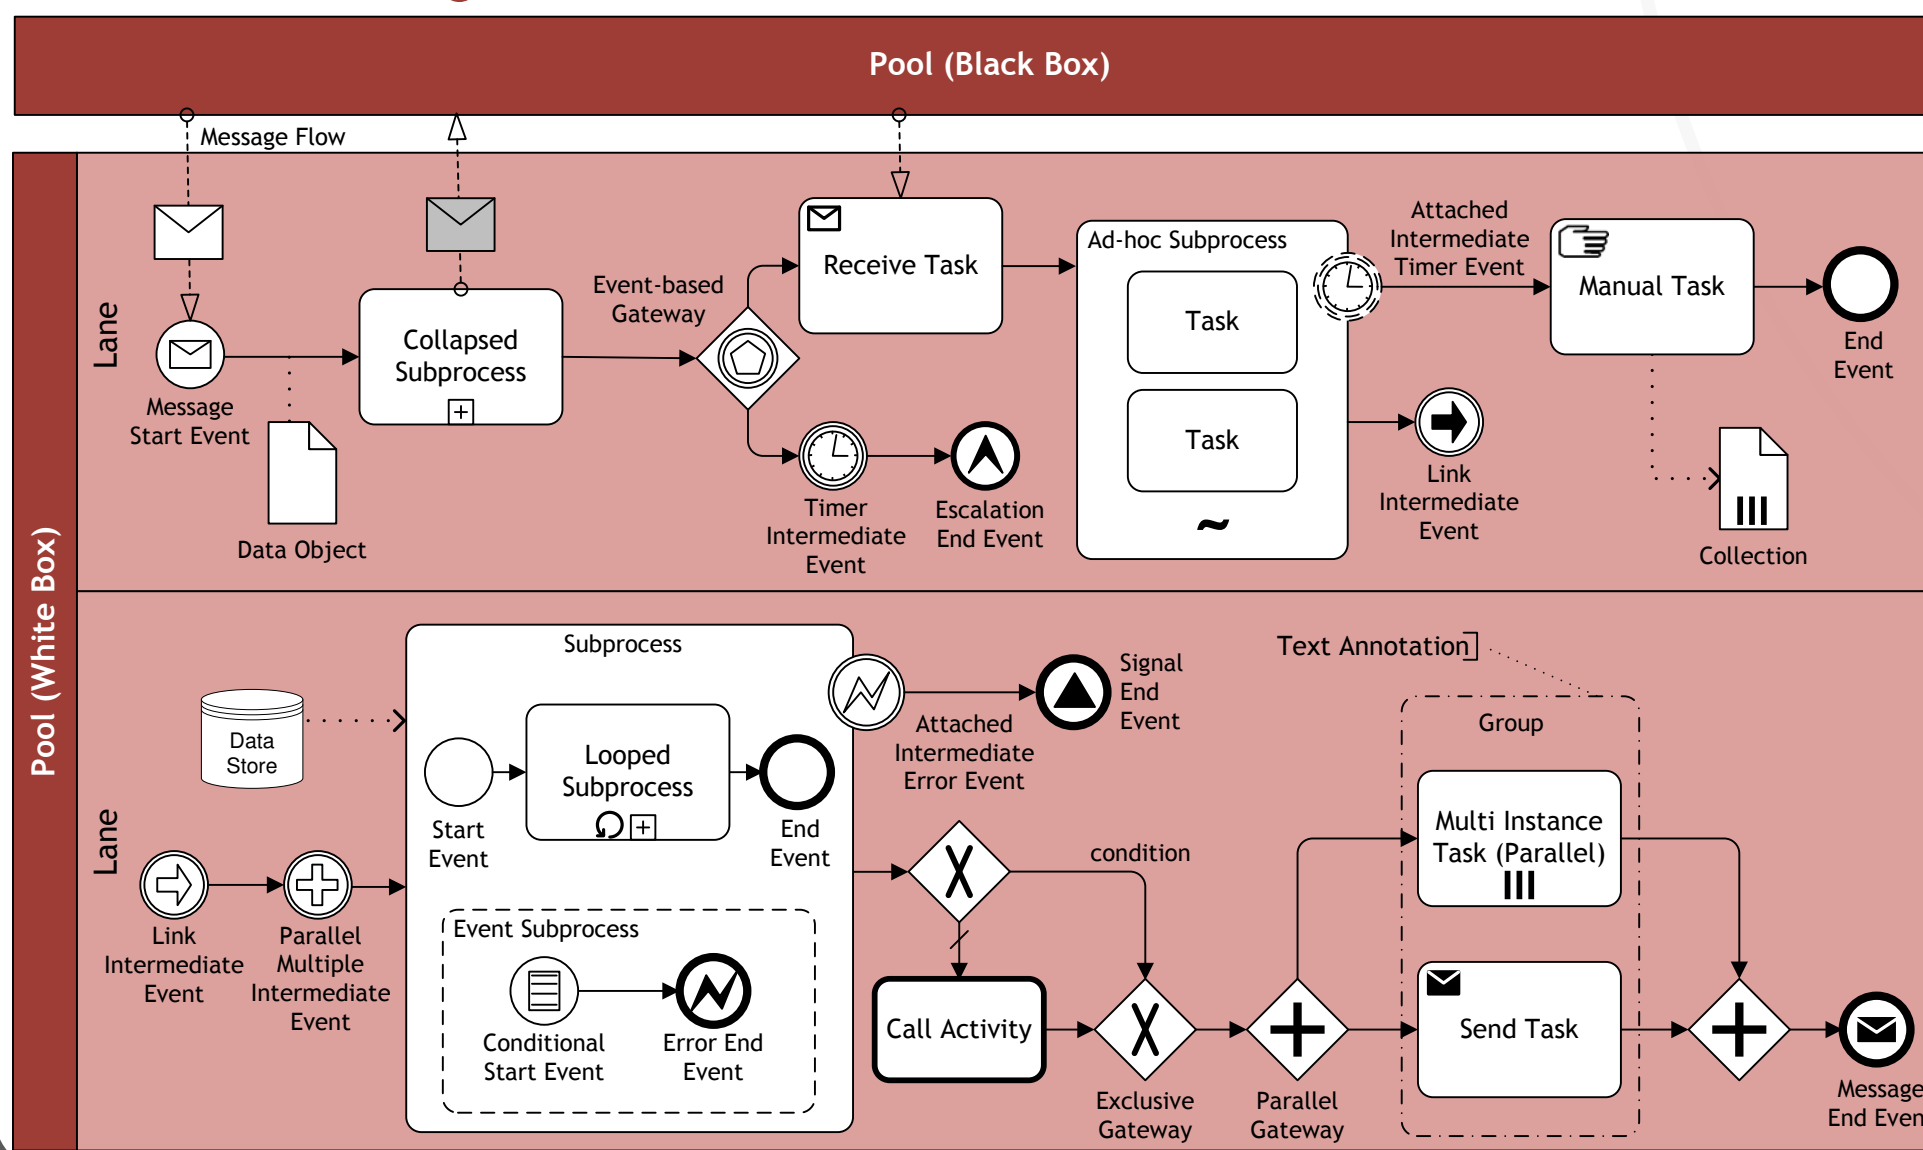 Pool (Black Box)
Message Flow
Pool (White Box)
Lane
Message
Start Event
Data Object
Collapsed
Subprocess
Event-based
Gateway
Receive Task
Timer
Intermediate
Event
Escalation
End Event
Ad-hoc Subprocess
Task
Task
Attached
Intermediate
Timer Event
Link
Intermediate
Event
Manual Task
End
Event
Collection
Lane
Data
Store
Link
Intermediate
Event
Parallel
Multiple
Intermediate
Event
Subprocess
Start
Event
Looped
Subprocess
End
Event
Event Subprocess
Conditional
Start Event
Error End
Event
Attached
Intermediate
Error Event
Signal
End
Event
condition
Call Activity
Exclusive
Gateway
Parallel
Gateway
Text Annotation
Group
Multi Instance
Task (Parallel)
Send Task
Message
End Even